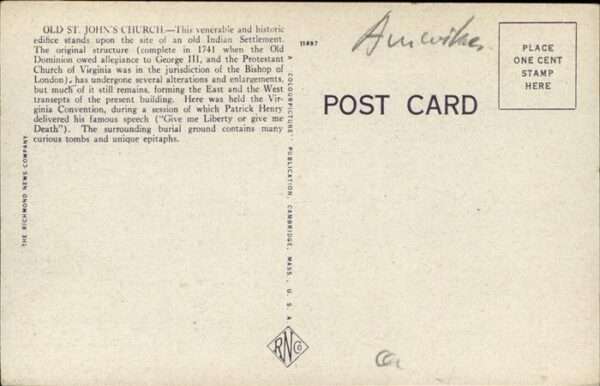 OLD ST. JOHN'S CHURCH.—This venerable and historic
edifice stands upon the site of an old Indian Settlement.
The original structure (complete in 1741 when the Old
Dominion owed allegiance to George III, and the Protestant
Church of Virginia was in the jurisdiction of the Bishop of
London), has undergone several alterations and enlargements,
but much of it still remains, forming the East and the West
transepts of the present building. Here was held the Vir-
ginia Convention, during a session of which Patrick Henry
delivered his famous speech ("Give me Liberty or give me
Death"). The surrounding burial ground contains many
curious tombs and unique epitaphs.
THE RICHMOND NEWS COMPANY
A "COLOURPICTURE" PUBLICATION, CAMBRIDGE, MASS., U. S. A.
11897
POST CARD
PLACE
ONE CENT
STAMP
HERE
RN Co